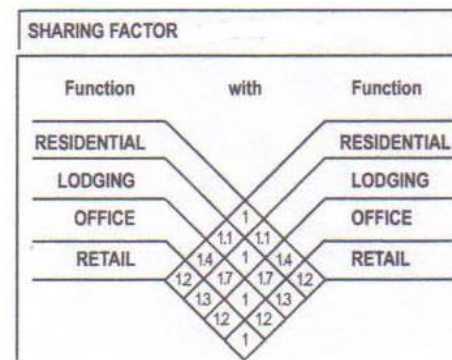 SHARING FACTOR
Function with Function
RESIDENTIAL RESIDENTIAL
LODGING LODGING
OFFICE OFFICE
RETAIL RETAIL
1
1.1 1.1
1.4 1 1.4
1.2 1.7 1.7 1.2
1.3 1 1.3
1.2 1.2
1